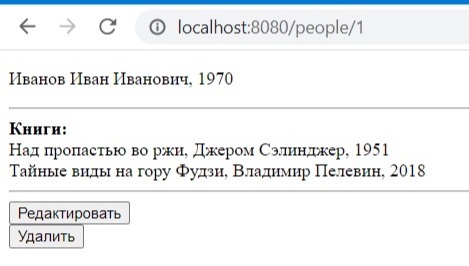 localhost:8080/people/1
Иванов Иван Иванович, 1970
Книги:
Над пропастью во ржи, Джером Сэлинджер, 1951
Тайные виды на гору Фудзи, Владимир Пелевин, 2018
Редактировать
Удалить